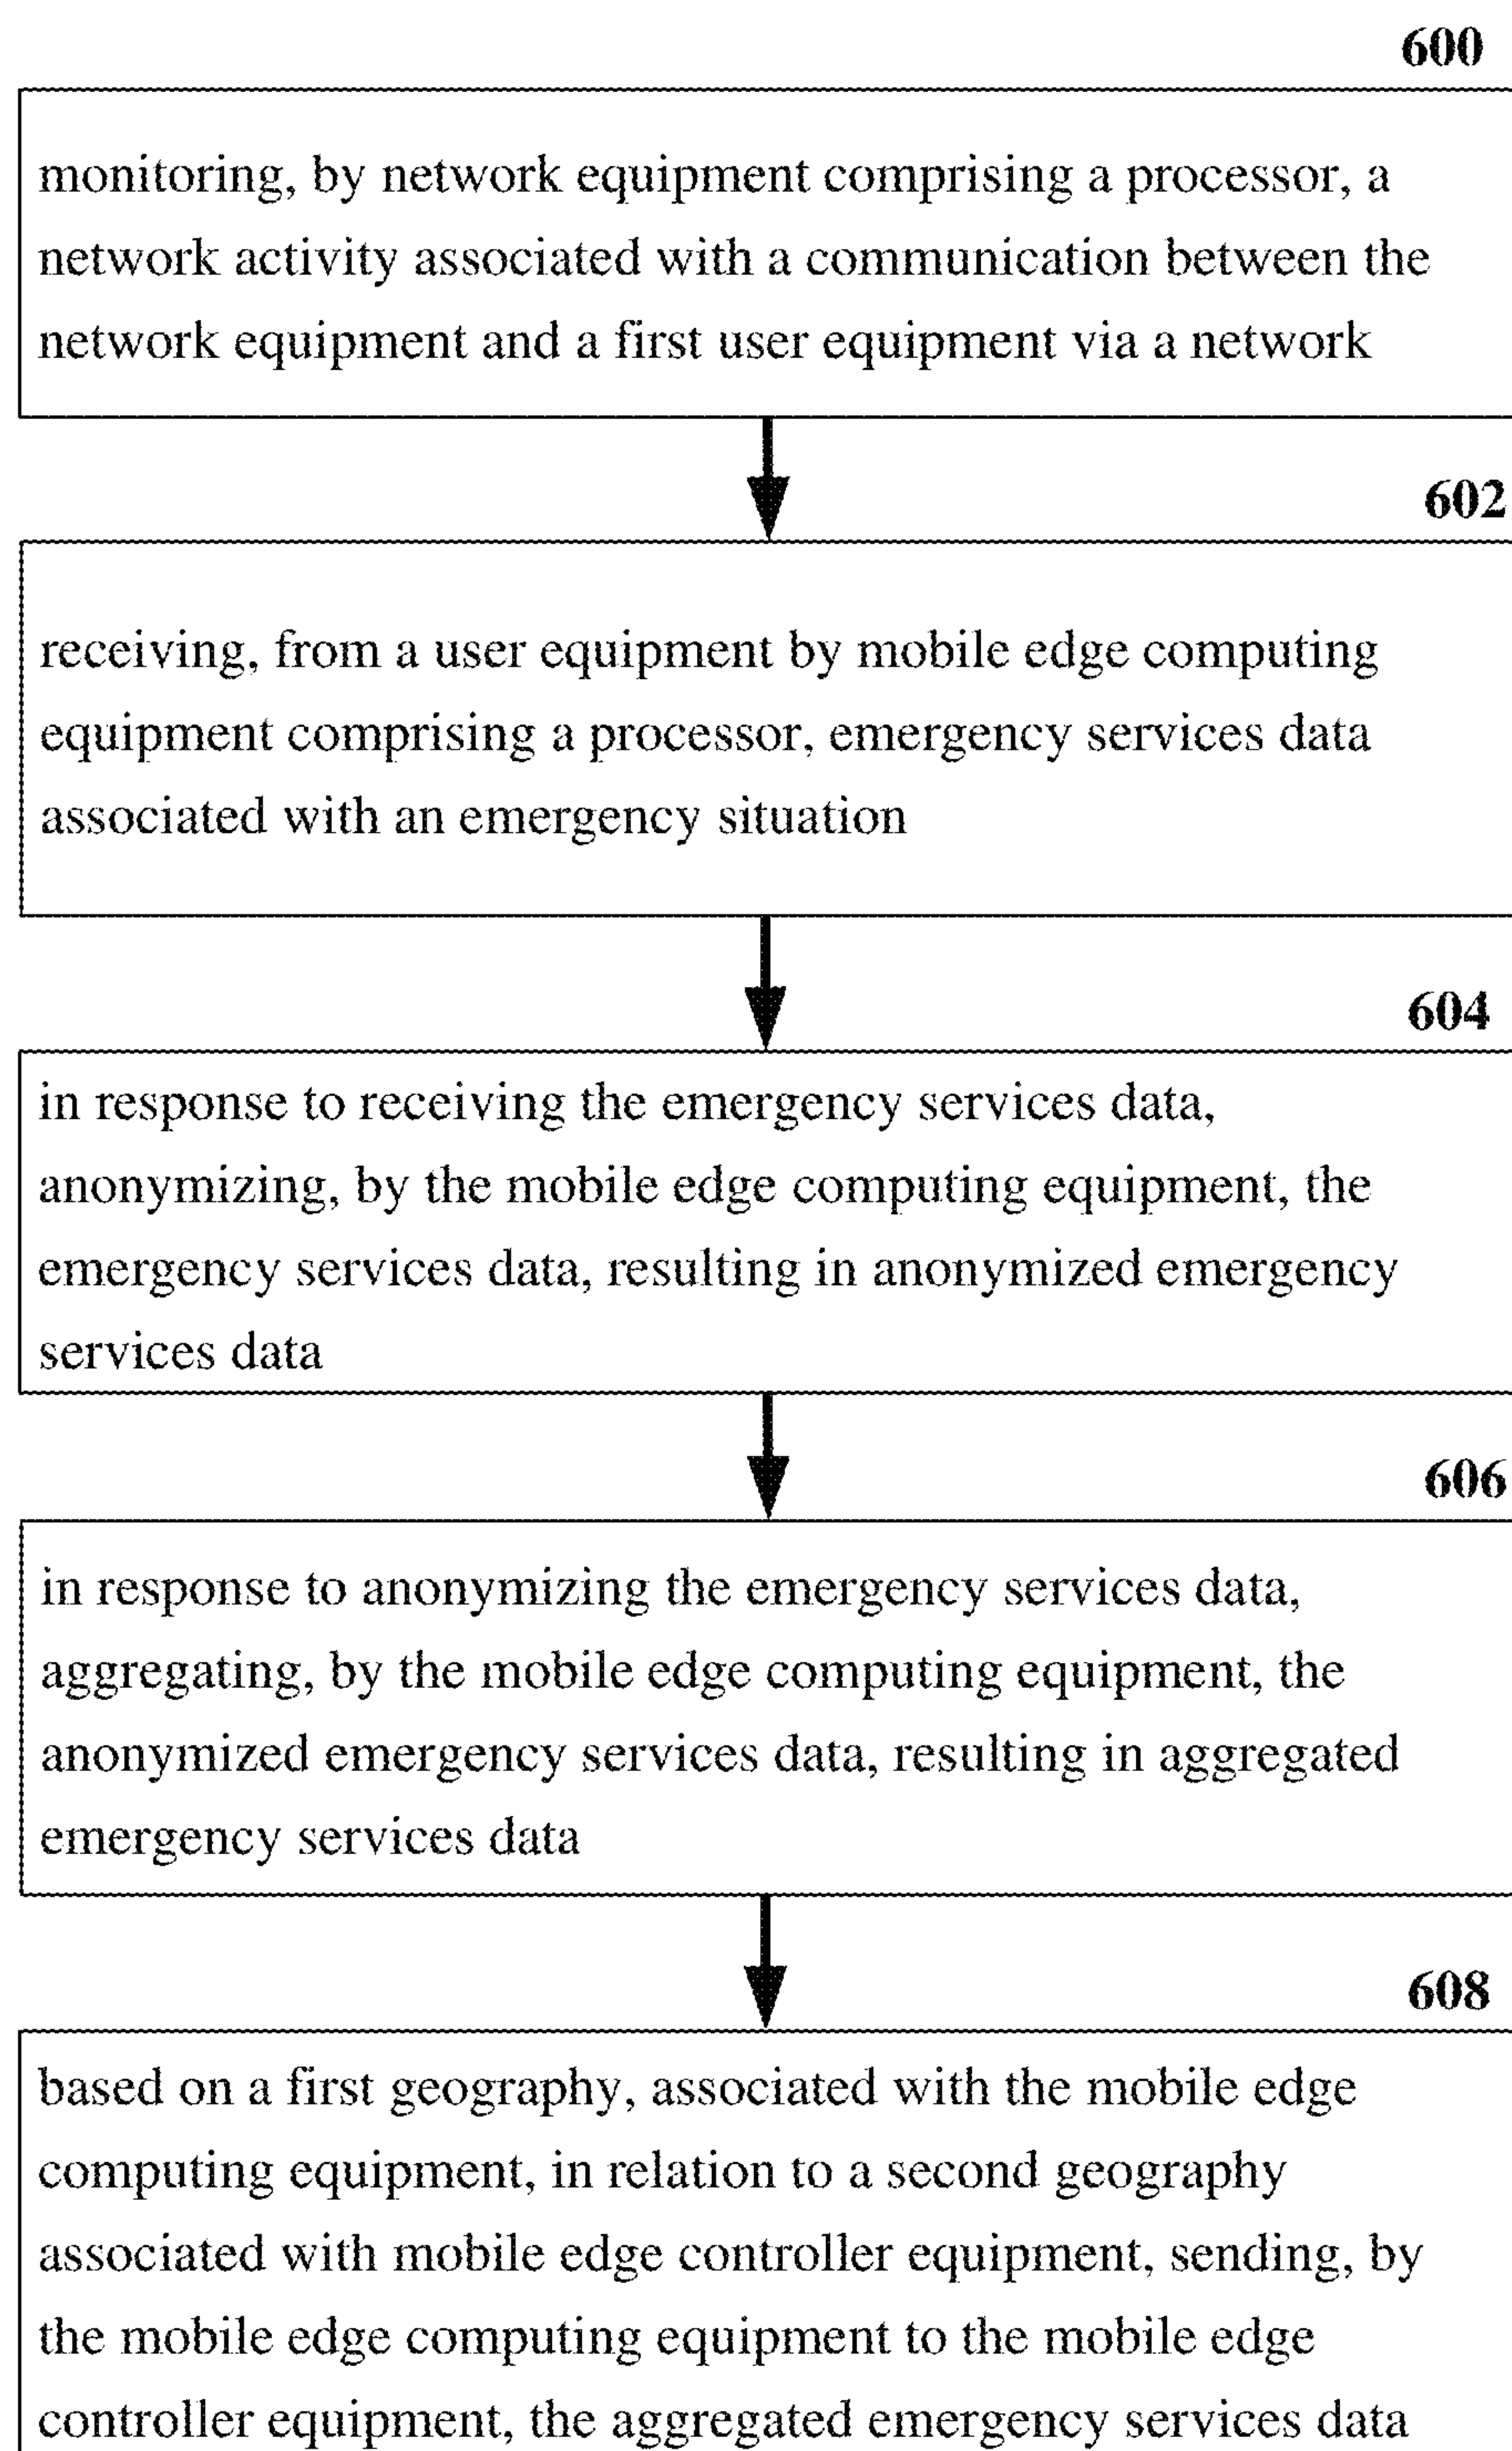 600
monitoring, by network equipment comprising a processor, a
network activity associated with a communication between the
network equipment and a first user equipment via a network
602
receiving, from a user equipment by mobile edge computing
equipment comprising a processor, emergency services data
associated with an emergency situation
604
in response to receiving the emergency services data,
anonymizing, by the mobile edge computing equipment, the
emergency services data, resulting in anonymized emergency
services data
606
in response to anonymizing the emergency services data,
aggregating, by the mobile edge computing equipment, the
anonymized emergency services data, resulting in aggregated
emergency services data
608
based on a first geography, associated with the mobile edge
computing equipment, in relation to a second geography
associated with mobile edge controller equipment, sending, by
the mobile edge computing equipment to the mobile edge
controller equipment, the aggregated emergency services data